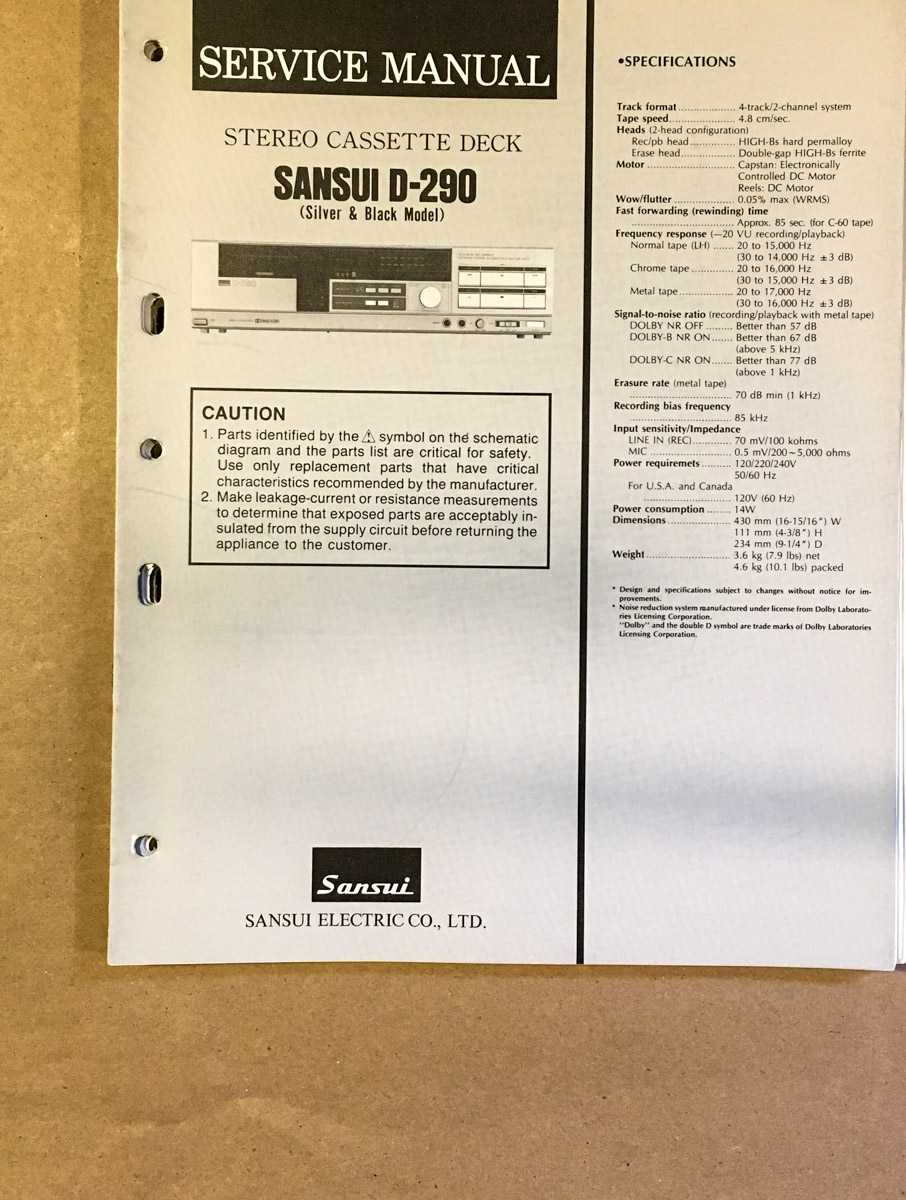 SERVICE MANUAL
STEREO CASSETTE DECK
SANSUI D-290
(Silver & Black Model)
CAUTION
1. Parts identified by the ⚠ symbol on the schematic
diagram and the parts list are critical for safety.
Use only replacement parts that have critical
characteristics recommended by the manufacturer.
2. Make leakage-current or resistance measurements
to determine that exposed parts are acceptably in-
sulated from the supply circuit before returning the
appliance to the customer.
Sansui
SANSUI ELECTRIC CO., LTD.
•SPECIFICATIONS
Track format .................. 4-track/2-channel system
Tape speed..................... 4.8 cm/sec.
Heads (2-head configuration)
Rec/pb head.............. HIGH-Bs hard permalloy
Erase head................. Double-gap HIGH-Bs ferrite
Motor ............................ Capstan: Electronically
Controlled DC Motor
Reels: DC Motor
Wow/flutter ................... 0.05% max (WRMS)
Fast forwarding (rewinding) time
................................. Approx. 85 sec. (for C-60 tape)
Frequency response (—20 VU recording/playback)
Normal tape (LH) ....... 20 to 15,000 Hz
(30 to 14,000 Hz ±3 dB)
Chrome tape ............. 20 to 16,000 Hz
(30 to 15,000 Hz ±3 dB)
Metal tape................. 20 to 17,000 Hz
(30 to 16,000 Hz ±3 dB)
Signal-to-noise ratio (recording/playback with metal tape)
DOLBY NR OFF ......... Better than 57 dB
DOLBY-B NR ON....... Better than 67 dB
(above 5 kHz)
DOLBY-C NR ON....... Better than 77 dB
(above 1 kHz)
Erasure rate (metal tape)
................................ 70 dB min (1 kHz)
Recording bias frequency
................................ 85 kHz
Input sensitivity/Impedance
LINE IN (REC)............ 70 mV/100 kohms
MIC ......................... 0.5 mV/200~5,000 ohms
Power requiremets .......... 120/220/240V
50/60 Hz
For U.S.A. and Canada
........................... 120V (60 Hz)
Power consumption ........ 14W
Dimensions.................... 430 mm (16-15/16") W
111 mm (4-3/8") H
234 mm (9-1/4") D
Weight ........................... 3.6 kg (7.9 lbs) net
4.6 kg (10.1 lbs) packed
* Design and specifications subject to changes without notice for im-
provements.
* Noise reduction system manufactured under license from Dolby Laborato-
ries Licensing Corporation.
"Dolby" and the double D symbol are trade marks of Dolby Laboratories
Licensing Corporation.